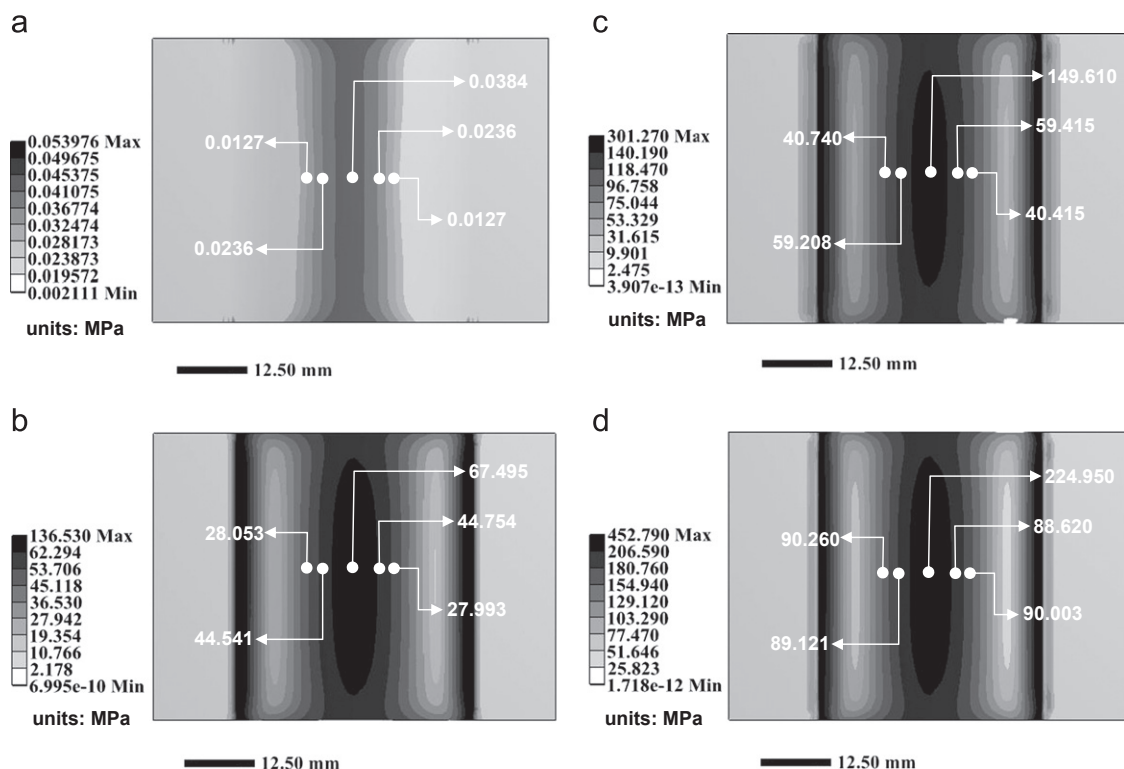 a
0.0384
0.0127
0.0236
0.0127
0.0236
0.053976 Max
0.049675
0.045375
0.041075
0.036774
0.032474
0.028173
0.023873
0.019572
0.002111 Min
units: MPa
12.50 mm
c
149.610
40.740
59.415
40.415
59.208
301.270 Max
140.190
118.470
96.758
75.044
53.329
31.615
9.901
2.475
3.907e-13 Min
units: MPa
12.50 mm
b
67.495
28.053
44.754
27.993
44.541
136.530 Max
62.294
53.706
45.118
36.530
27.942
19.354
10.766
2.178
6.995e-10 Min
units: MPa
12.50 mm
d
224.950
90.260
88.620
90.003
89.121
452.790 Max
206.590
180.760
154.940
129.120
103.290
77.470
51.646
25.823
1.718e-12 Min
units: MPa
12.50 mm